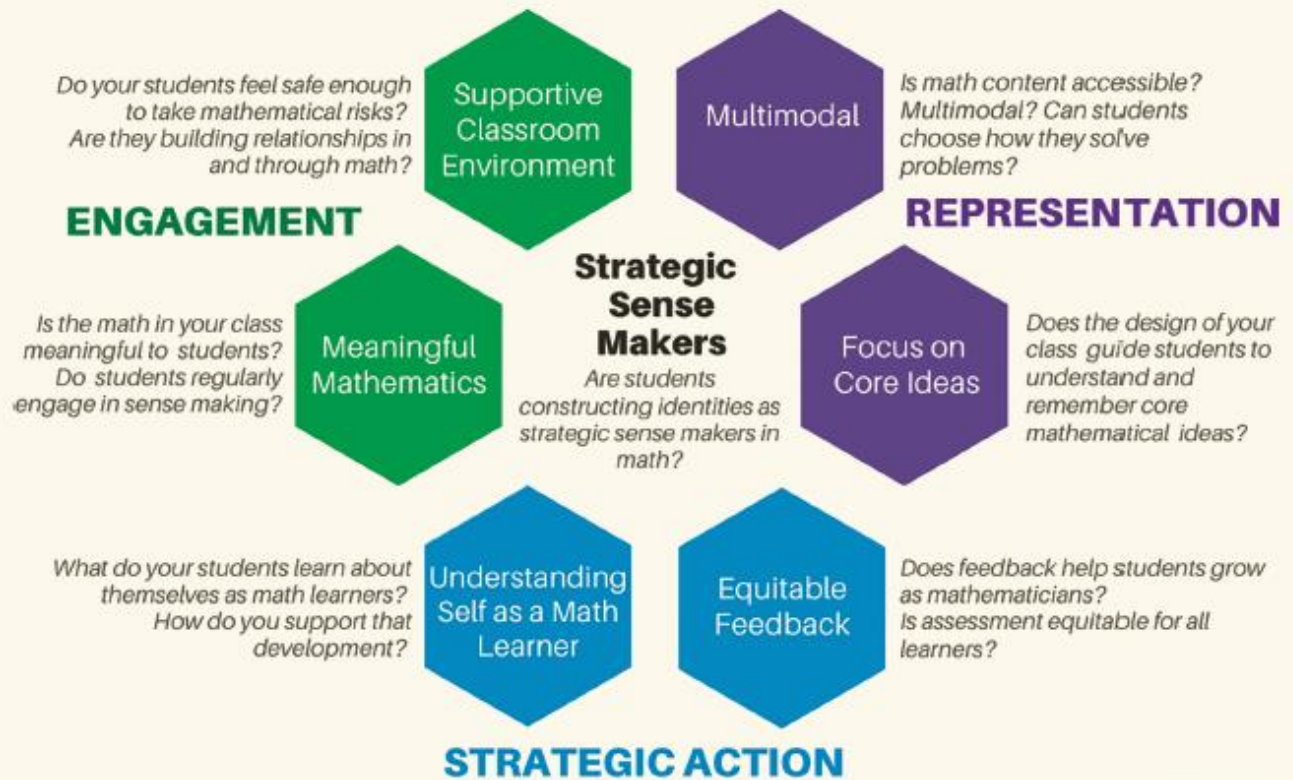 Do your students feel safe enough
to take mathematical risks?
Are they building relationships in
and through math?
Supportive
Classroom
Environment
Multimodal
Is math content accessible?
Multimodal? Can students
choose how they solve
problems?
ENGAGEMENT
REPRESENTATION
Is the math in your class
meaningful to students?
Do students regularly
engage in sense making?
Meaningful
Mathematics
Strategic
Sense
Makers
Are students
constructing identities as
strategic sense makers in
math?
Focus on
Core Ideas
Does the design of your
class guide students to
understand and
remember core
mathematical ideas?
What do your students learn about
themselves as math learners?
How do you support that
development?
Understanding
Self as a Math
Learner
Equitable
Feedback
Does feedback help students grow
as mathematicians?
Is assessment equitable for all
learners?
STRATEGIC ACTION